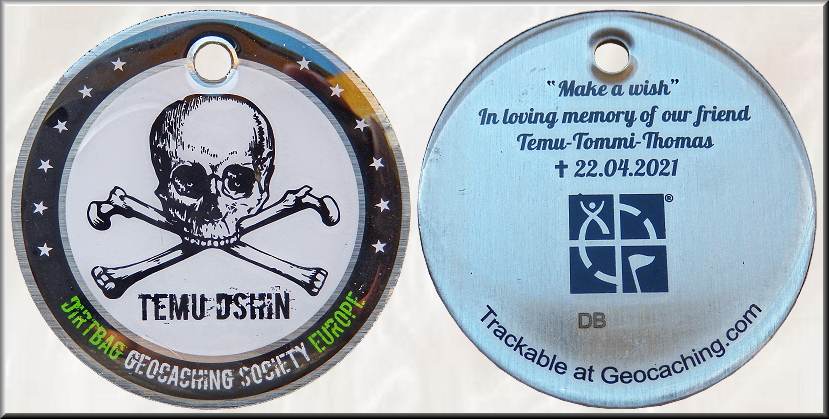 TEMU DSHIN
DIRTBAG GEOCACHING SOCIETY EUROPE
"Make a wish"
In loving memory of our friend
Temu-Tommi-Thomas
✝ 22.04.2021
®
DB
Trackable at Geocaching.com